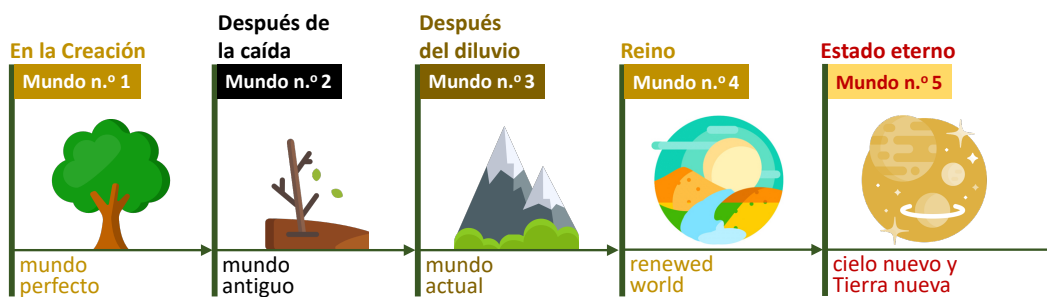 En la Creación
Mundo n.º 1
mundo
perfecto
Después de
la caída
Mundo n.º 2
mundo
antiguo
Después
del diluvio
Mundo n.º 3
mundo
actual
Reino
Mundo n.º 4
renewed
world
Estado eterno
Mundo n.º 5
cielo nuevo y
Tierra nueva